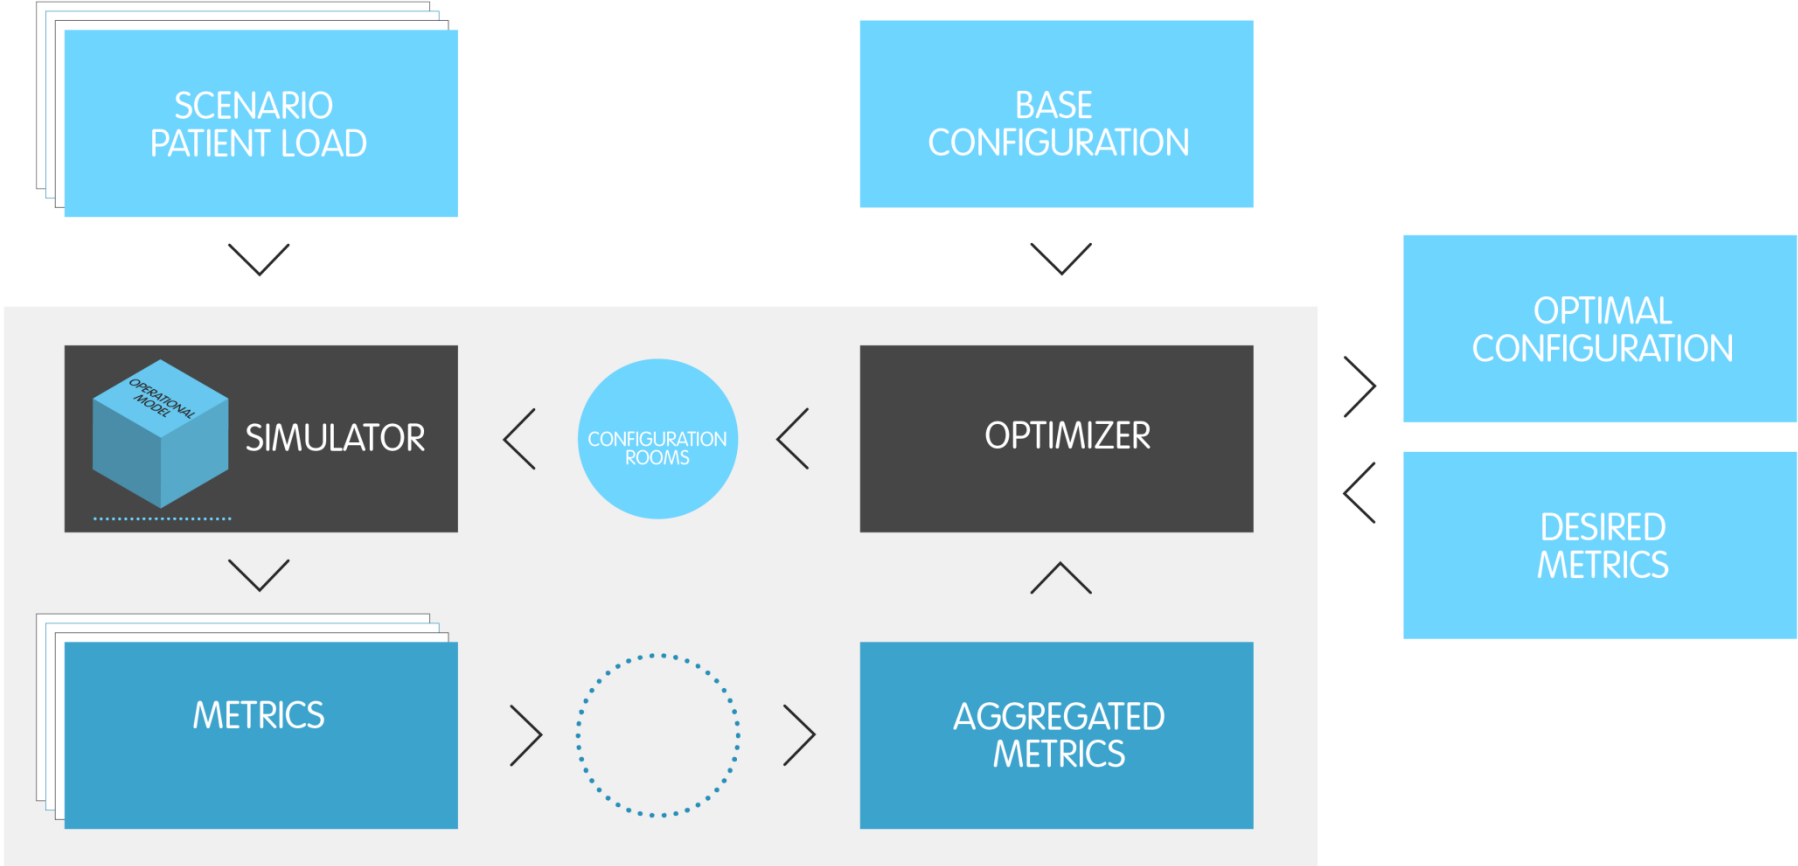 SCENARIO
PATIENT LOAD
BASE
CONFIGURATION
OPTIMAL
CONFIGURATION
OPERATIONAL
MODEL
SIMULATOR
CONFIGURATION
ROOMS
OPTIMIZER
DESIRED
METRICS
METRICS
AGGREGATED
METRICS